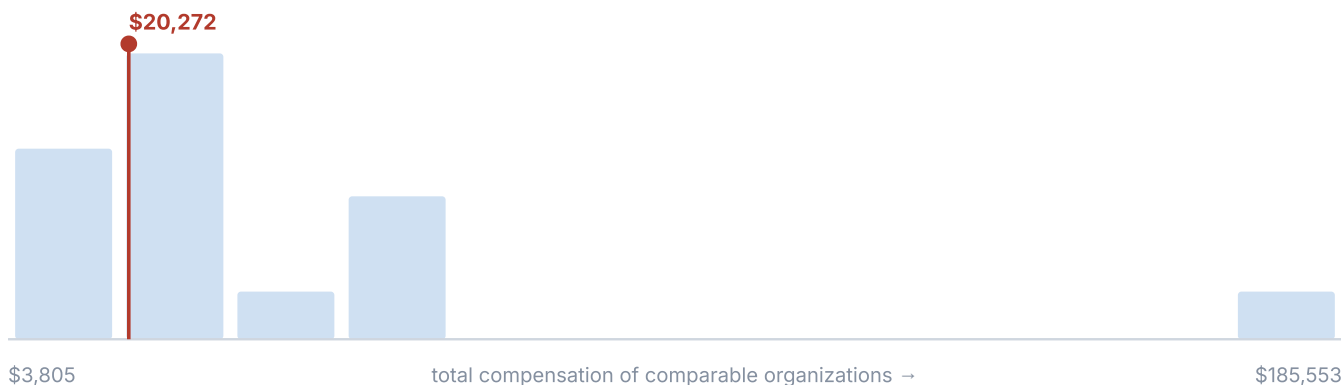 $20,272
$3,805 total compensation of comparable organizations → $185,553